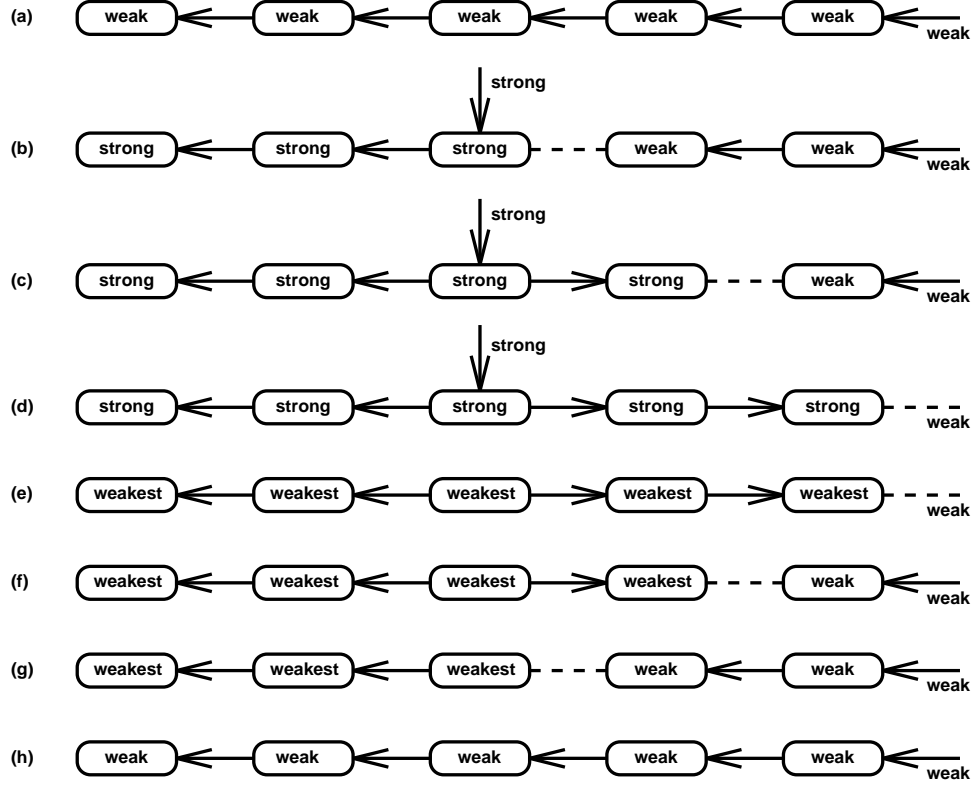 (a) weak weak weak weak weak
weak
strong
(b) strong strong strong weak weak
weak
strong
(c) strong strong strong strong weak
weak
strong
(d) strong strong strong strong strong
weak
(e) weakest weakest weakest weakest weakest
weak
(f) weakest weakest weakest weakest weak
weak
(g) weakest weakest weakest weak weak
weak
(h) weak weak weak weak weak
weak